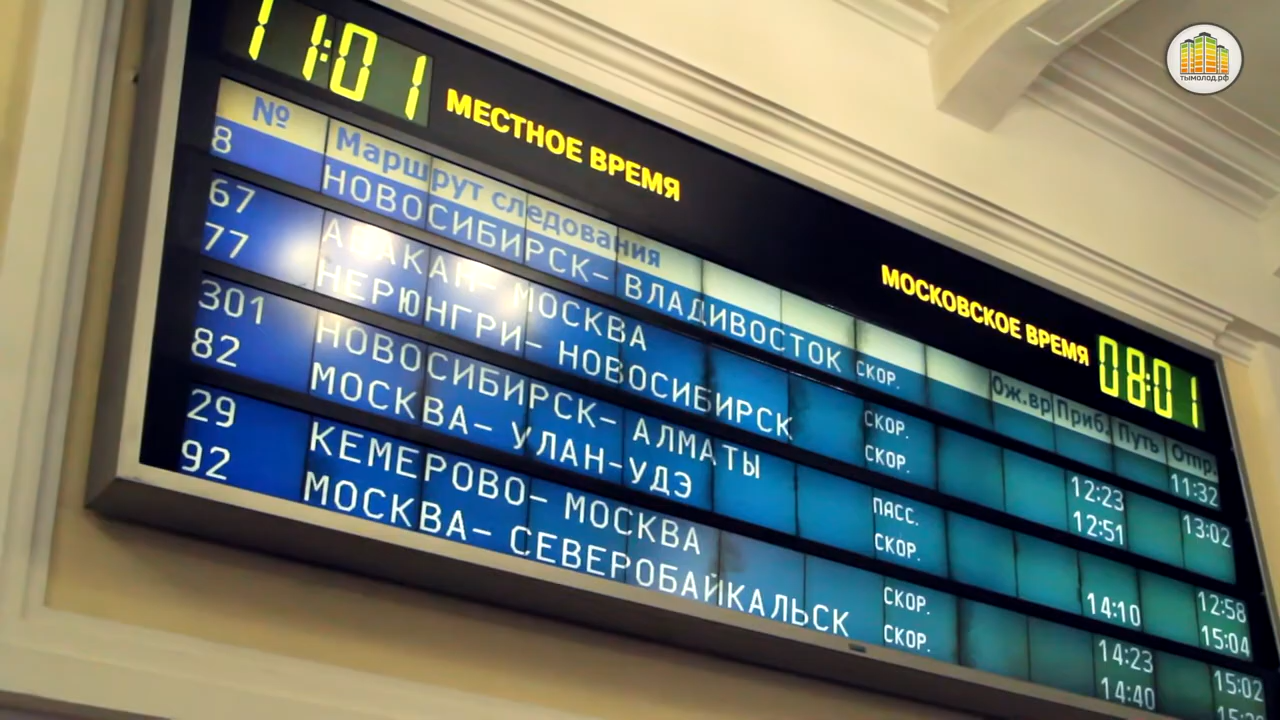 11:01 МЕСТНОЕ ВРЕМЯ
МОСКОВСКОЕ ВРЕМЯ 08:01
№ Маршрут следования Ож.вр Приб. Путь Отпр.
8 НОВОСИБИРСК– ВЛАДИВОСТОК СКОР. 11:32
67 АБАКАН– МОСКВА СКОР. 12:23 13:02
77 НЕРЮНГРИ– НОВОСИБИРСК СКОР. 12:51
301 НОВОСИБИРСК– АЛМАТЫ ПАСС. 12:58
82 МОСКВА– УЛАН-УДЭ СКОР. 14:10 15:04
29 КЕМЕРОВО– МОСКВА СКОР. 14:23 15:02
92 МОСКВА– СЕВЕРОБАЙКАЛЬСК СКОР. 14:40
ТЫМОЛОД.РФ